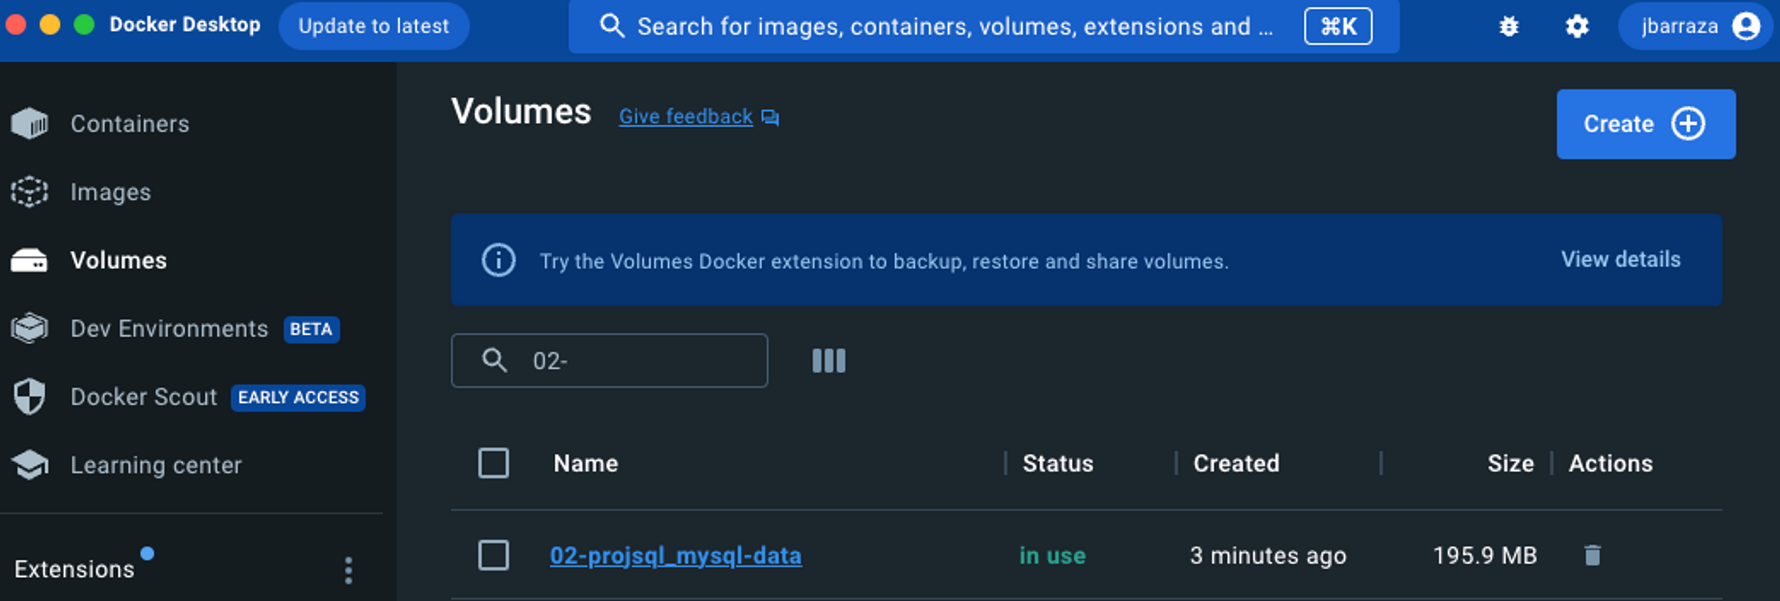 Docker Desktop
Update to latest
Search for images, containers, volumes, extensions and ...
⌘K
jbarraza
Containers
Images
Volumes
Dev Environments BETA
Docker Scout EARLY ACCESS
Learning center
Extensions
Volumes
Give feedback
Create
Try the Volumes Docker extension to backup, restore and share volumes.
View details
02-
Name Status Created Size Actions
02-projsql_mysql-data in use 3 minutes ago 195.9 MB